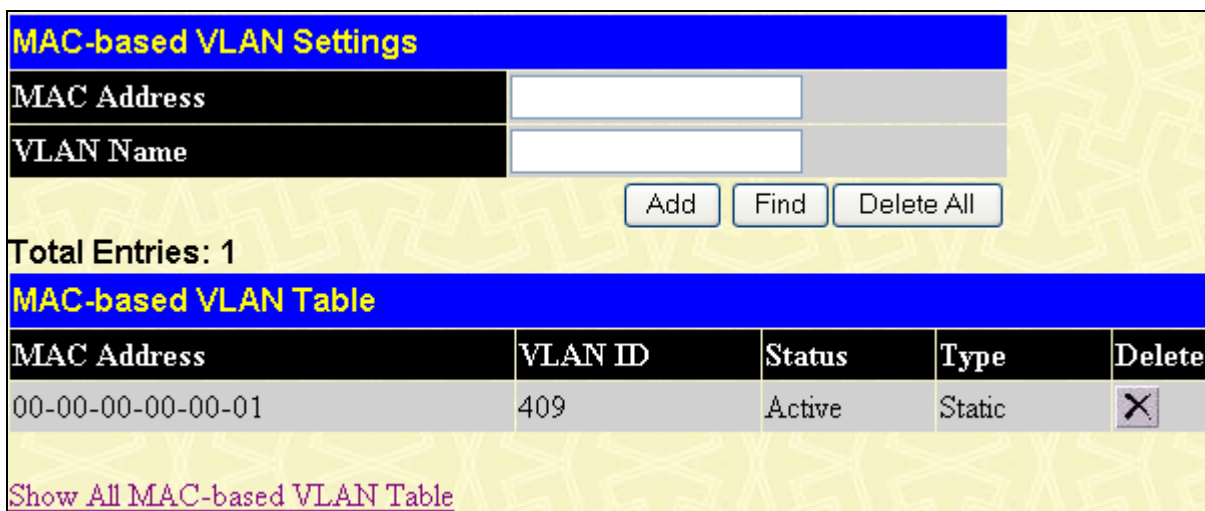 MAC-based VLAN Settings
MAC Address
VLAN Name
Add Find Delete All
Total Entries: 1
MAC-based VLAN Table
MAC Address VLAN ID Status Type Delete
00-00-00-00-00-01 409 Active Static X
Show All MAC-based VLAN Table